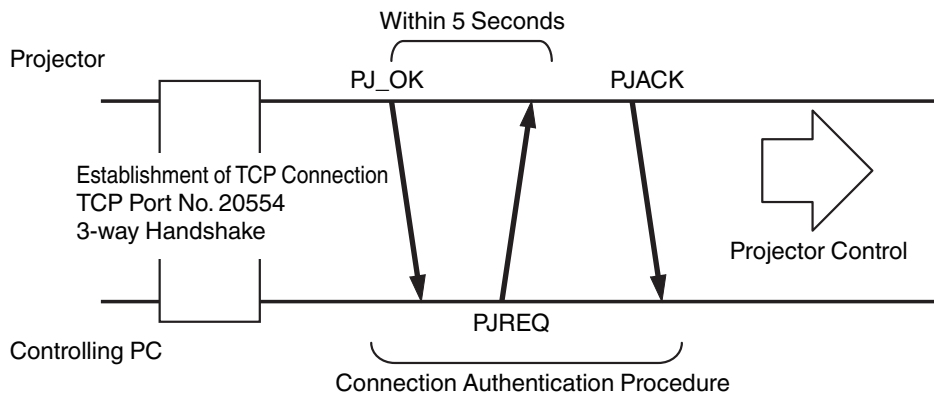 Within 5 Seconds
Projector
PJ_OK
PJACK
Establishment of TCP Connection
TCP Port No. 20554
3-way Handshake
Projector Control
PJREQ
Controlling PC
Connection Authentication Procedure